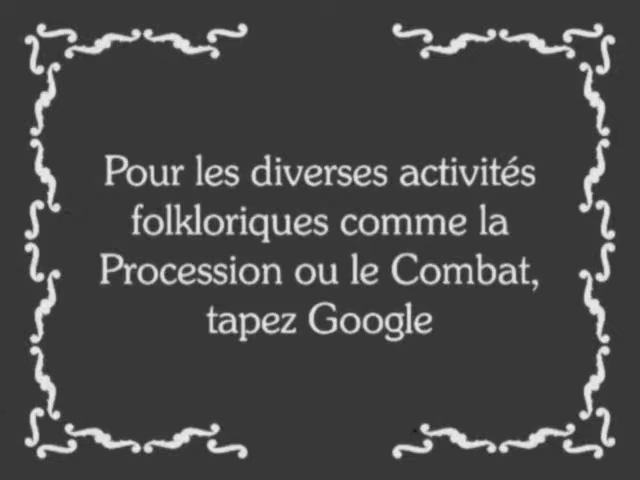 Pour les diverses activités
folkloriques comme la
Procession ou le Combat,
tapez Google